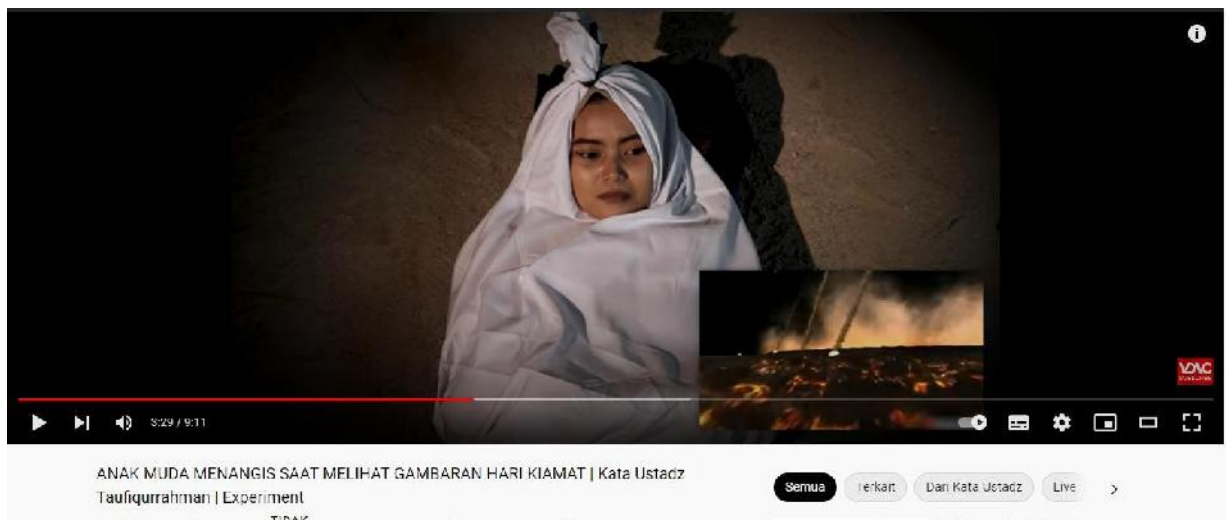 3:29 / 9:11
ANAK MUDA MENANGIS SAAT MELIHAT GAMBARAN HARI KIAMAT | Kata Ustadz
Taufiqurrahman | Experiment
Semua
Terkait
Dari Kata Ustadz
Live